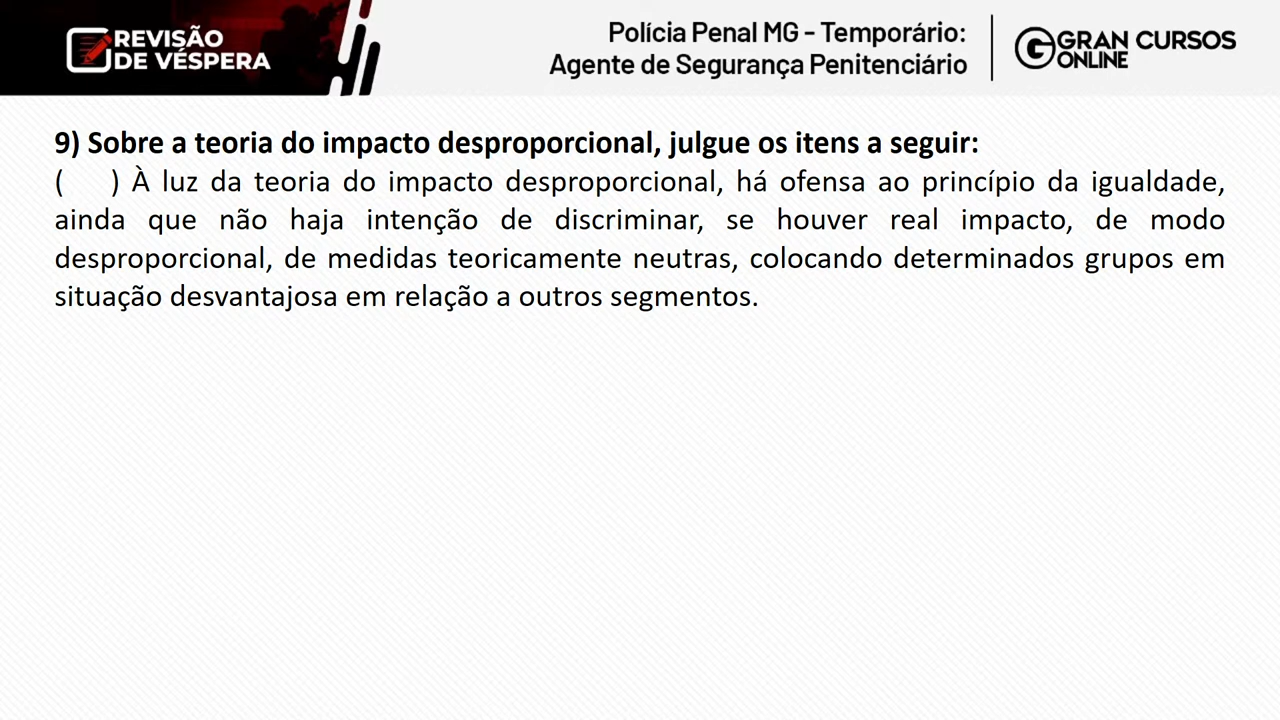 REVISÃO
DE VÉSPERA
Polícia Penal MG - Temporário:
Agente de Segurança Penitenciário
GRAN CURSOS
ONLINE
9) Sobre a teoria do impacto desproporcional, julgue os itens a seguir:
( ) À luz da teoria do impacto desproporcional, há ofensa ao princípio da igualdade,
ainda que não haja intenção de discriminar, se houver real impacto, de modo
desproporcional, de medidas teoricamente neutras, colocando determinados grupos em
situação desvantajosa em relação a outros segmentos.